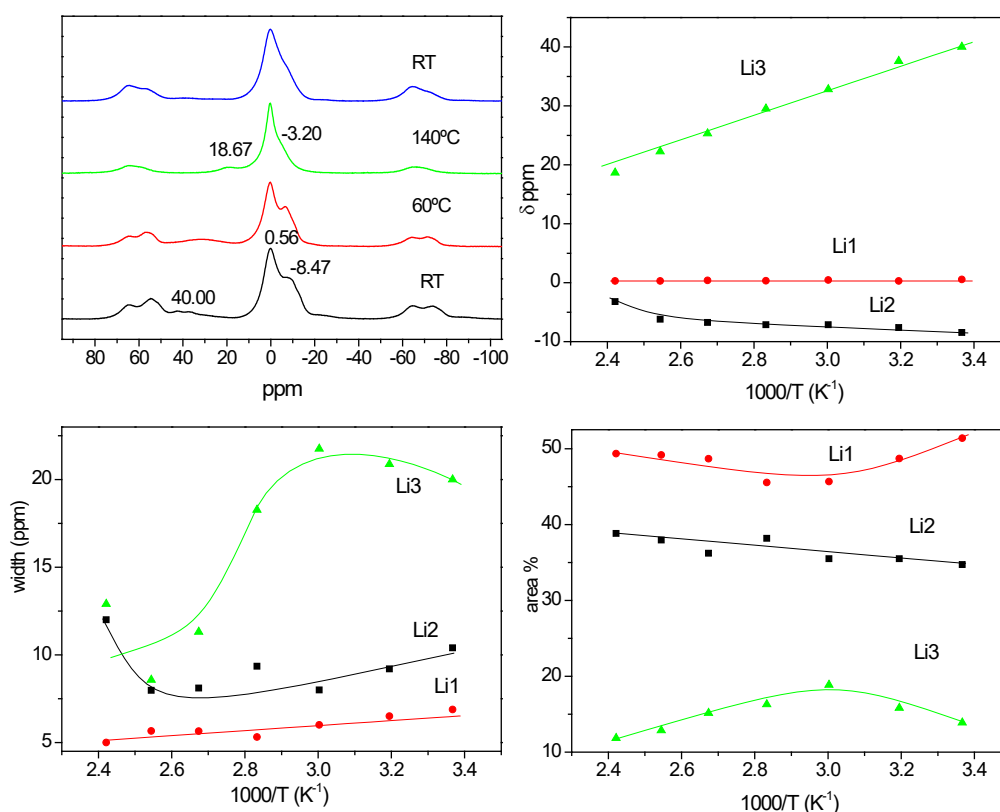 RT
140ºC
-3.20
18.67
60ºC
0.56
-8.47
RT
40.00
80 60 40 20 0 -20 -40 -60 -80 -100
ppm
40
30
20
10
0
-10
δ ppm
Li3
Li1
Li2
2.4 2.6 2.8 3.0 3.2 3.4
1000/T (K⁻¹)
20
15
10
5
width (ppm)
Li3
Li2
Li1
2.4 2.6 2.8 3.0 3.2 3.4
1000/T (K⁻¹)
50
40
30
20
10
area %
Li1
Li2
Li3
2.4 2.6 2.8 3.0 3.2 3.4
1000/T (K⁻¹)